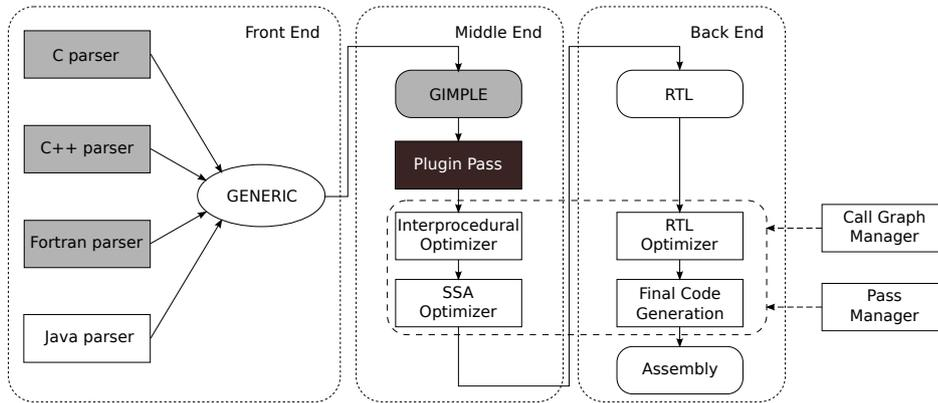 Front End
C parser
C++ parser
Fortran parser
Java parser
GENERIC
Middle End
GIMPLE
Plugin Pass
Interprocedural
Optimizer
SSA
Optimizer
Back End
RTL
RTL
Optimizer
Final Code
Generation
Assembly
Call Graph
Manager
Pass
Manager